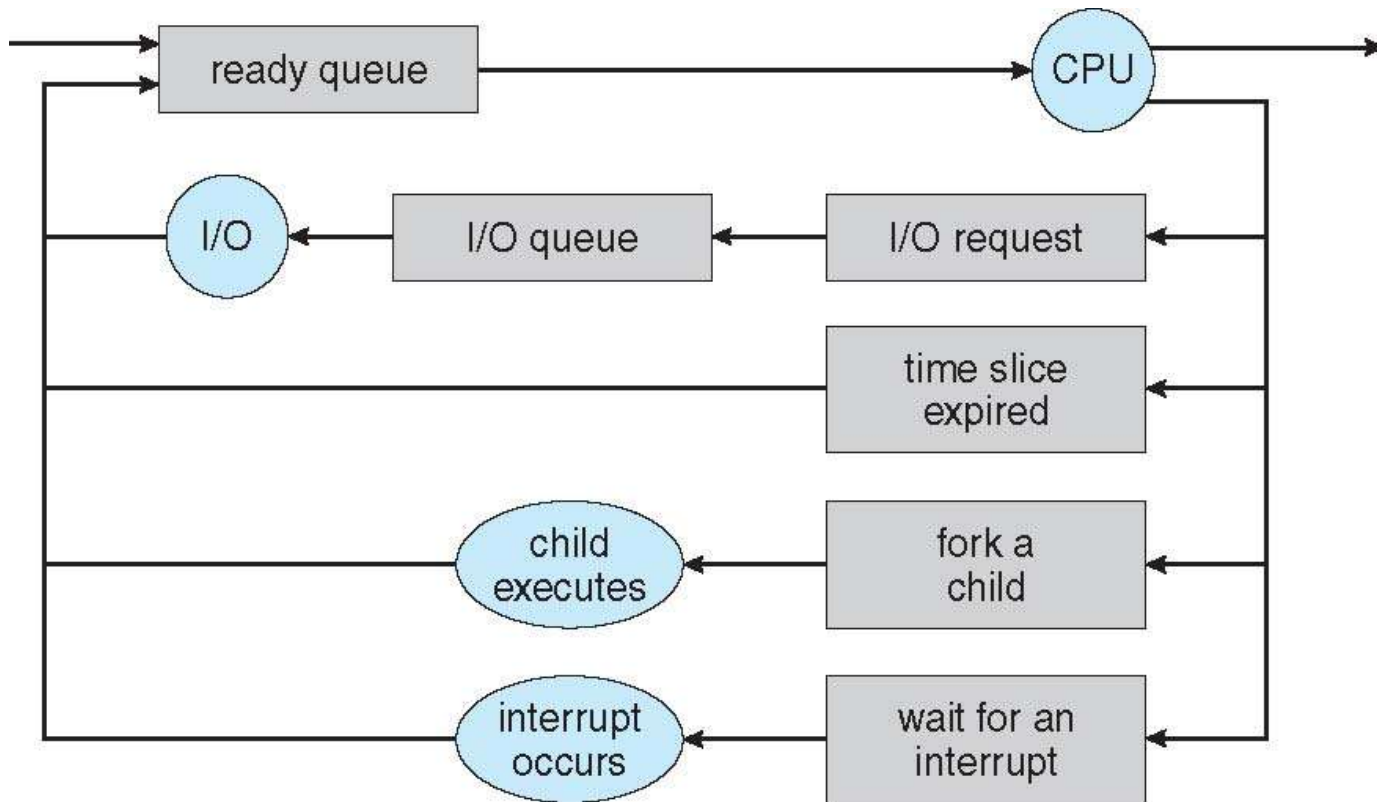 ready queue
CPU
I/O
I/O queue
I/O request
time slice
expired
child
executes
fork a
child
interrupt
occurs
wait for an
interrupt